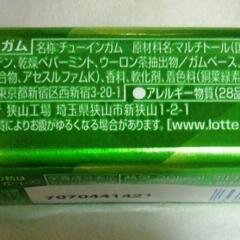 ガム 名称/チューインガム 原材料名/マルチトール(
チン、乾燥ペパーミント、ウーロン茶抽出物/ガムベース、
合物、アセスルファムK)、香料、軟化剤、着色料(銅葉緑素
東京都新宿区西新宿3-20 ●アレルギー物質(28品
工 狭山工場 埼玉県狭山市新狭山1-2-1
によりお腹がゆるくなる場合があります。 [www.lotte
7070441421